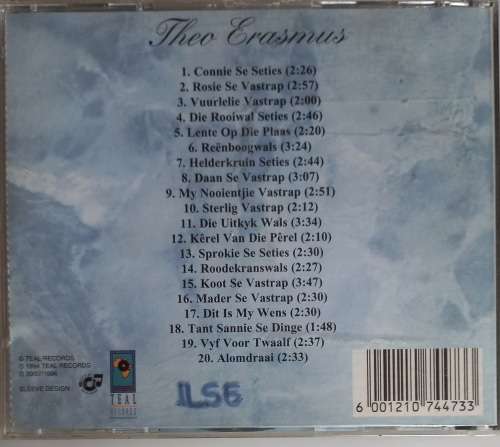 Theo Erasmus
1. Connie Se Seties (2:26)
2. Rosie Se Vastrap (2:57)
3. Vuurlelie Vastrap (2:00)
4. Die Rooiwal Seties (2:46)
5. Lente Op Die Plaas (2:20)
6. Reënboogwals (3:24)
7. Helderkruin Seties (2:44)
8. Daan Se Vastrap (3:07)
9. My Nooientjie Vastrap (2:51)
10. Sterlig Vastrap (2:12)
11. Die Uitkyk Wals (3:34)
12. Kêrel Van Die Pêrel (2:10)
13. Sprokie Se Seties (2:30)
14. Roodekranswals (2:27)
15. Koot Se Vastrap (3:47)
16. Mader Se Vastrap (2:30)
17. Dit Is My Wens (2:30)
18. Tant Sannie Se Dinge (1:48)
19. Vyf Voor Twaalf (2:37)
20. Alomdraai (2:33)
℗ TEAL RECORDS
© 1994 TEAL RECORDS
SLEEVE DESIGN
TEAL
RECORDS
ILSE
6 001210 744733